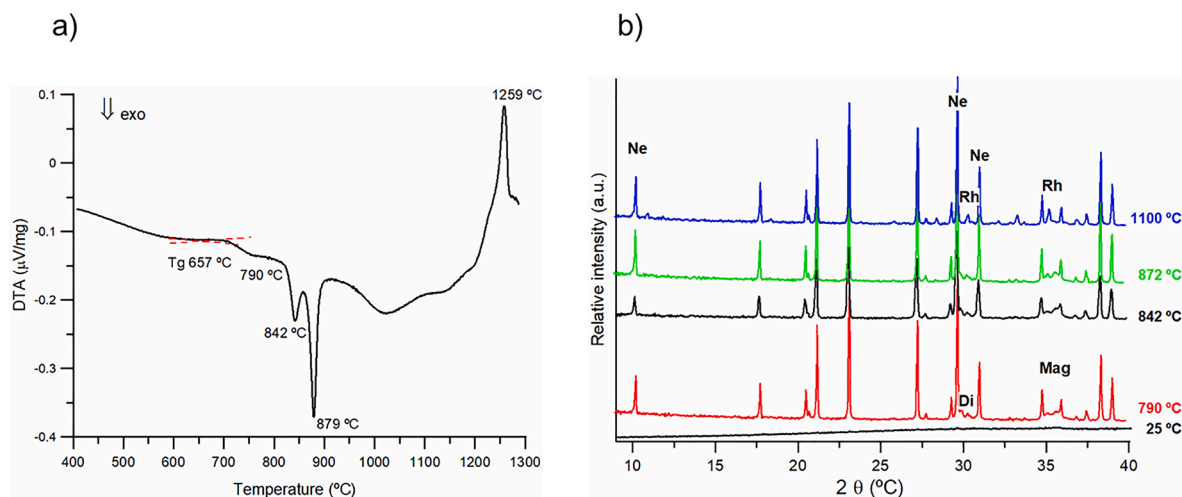 a)
b)
⇓ exo
1259 ºC
Tg 657 ºC
790 ºC
842 ºC
879 ºC
0.1
0
-0.1
-0.2
-0.3
-0.4
DTA (μV/mg)
400 500 600 700 800 900 1000 1100 1200 1300
Temperature (ºC)
Ne
Ne
Ne
Rh
Rh
1100 ºC
872 ºC
842 ºC
Mag
Di
790 ºC
25 ºC
Relative intensity (a.u.)
10 15 20 25 30 35 40
2 θ (ºC)